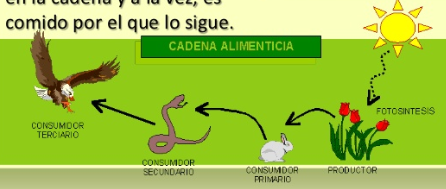 en la cadena y a la vez, es
comido por el que lo sigue.
CADENA ALIMENTICIA
FOTOSINTESIS
CONSUMIDOR
TERCIARIO
CONSUMIDOR
SECUNDARIO
CONSUMIDOR
PRIMARIO
PRODUCTOR